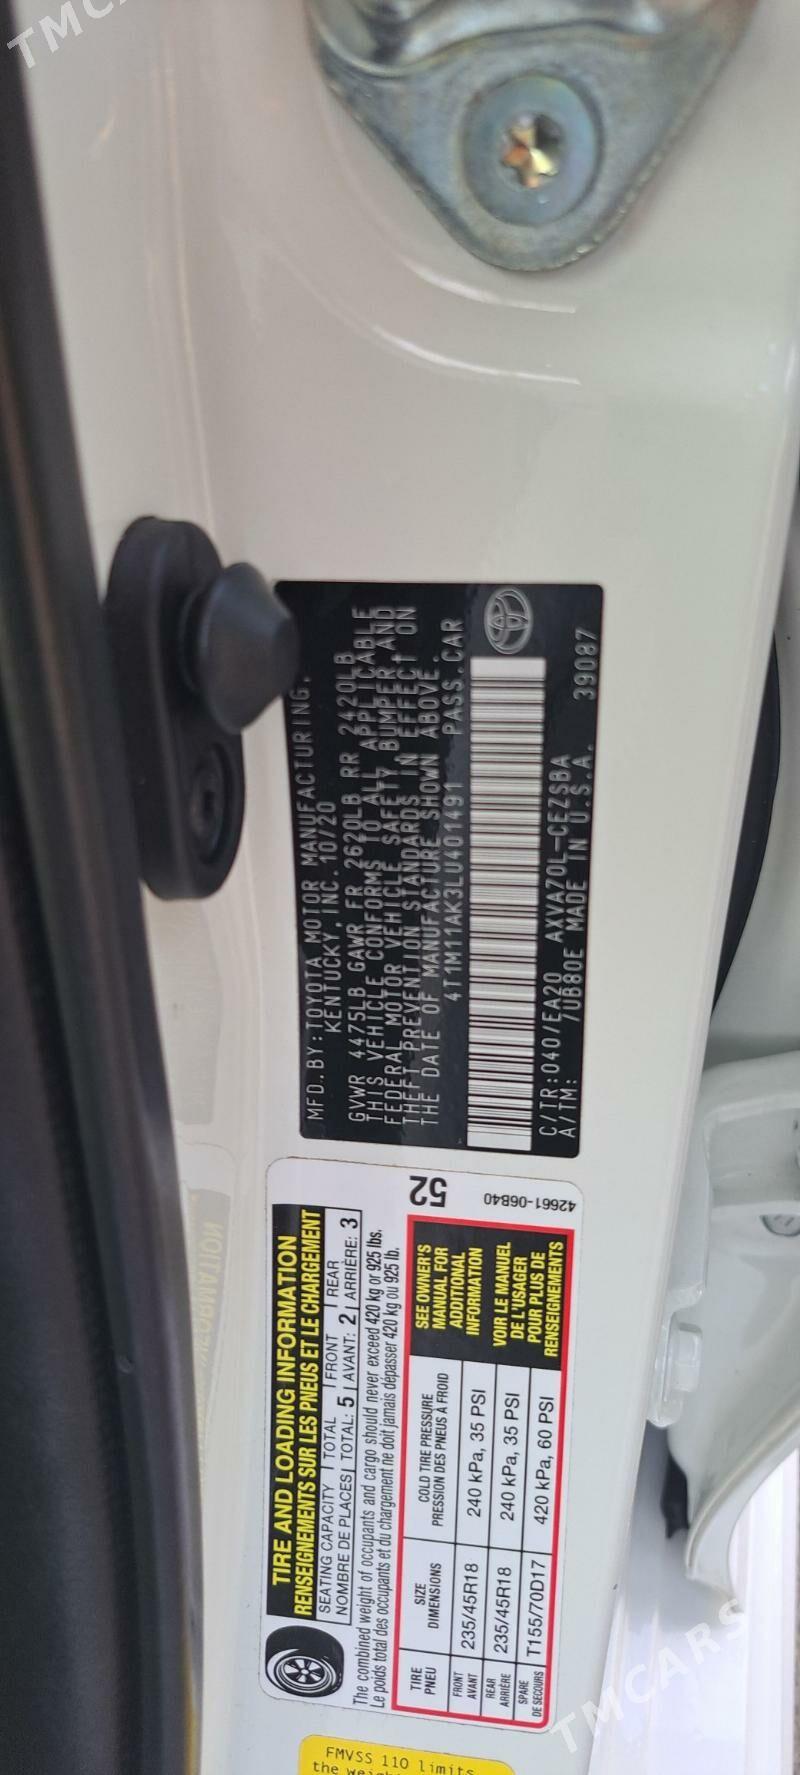 TMCARS
MFD. BY: TOYOTA MOTOR MANUFACTURING,
KENTUCKY, INC. 10/20
GVWR 4475LB GAWR FR 2620LB RR 2420LB
THIS VEHICLE CONFORMS TO ALL APPLICABLE
FEDERAL MOTOR VEHICLE SAFETY, BUMPER AND
THEFT PREVENTION STANDARDS IN EFFECT ON
THE DATE OF MANUFACTURE SHOWN ABOVE.
4T1M11AK3LU401491 PASS.CAR
C/TR:040/EA20 AXVA70L-CEZSBA
A/TM: /UB80E MADE IN U.S.A. 39087
TIRE AND LOADING INFORMATION
RENSEIGNEMENTS SUR LES PNEUS ET LE CHARGEMENT
SEATING CAPACITY TOTAL FRONT REAR
NOMBRE DE PLACES TOTAL: 5 AVANT: 2 ARRIÈRE: 3
The combined weight of occupants and cargo should never exceed 420 kg or 925 lbs.
Le poids total des occupants et du chargement ne doit jamais dépasser 420 kg ou 925 lb.
52
42661-06B40
TIRE SIZE COLD TIRE PRESSURE
PNEU DIMENSIONS PRESSION DES PNEUS À FROID
FRONT AVANT 235/45R18 240 kPa, 35 PSI
REAR ARRIÈRE 235/45R18 240 kPa, 35 PSI
SPARE DE SECOURS T155/70D17 420 kPa, 60 PSI
SEE OWNER'S
MANUAL FOR
ADDITIONAL
INFORMATION
VOIR LE MANUEL
DE L'USAGER
POUR PLUS DE
RENSEIGNEMENTS
FMVSS 110 limits
TMCARS